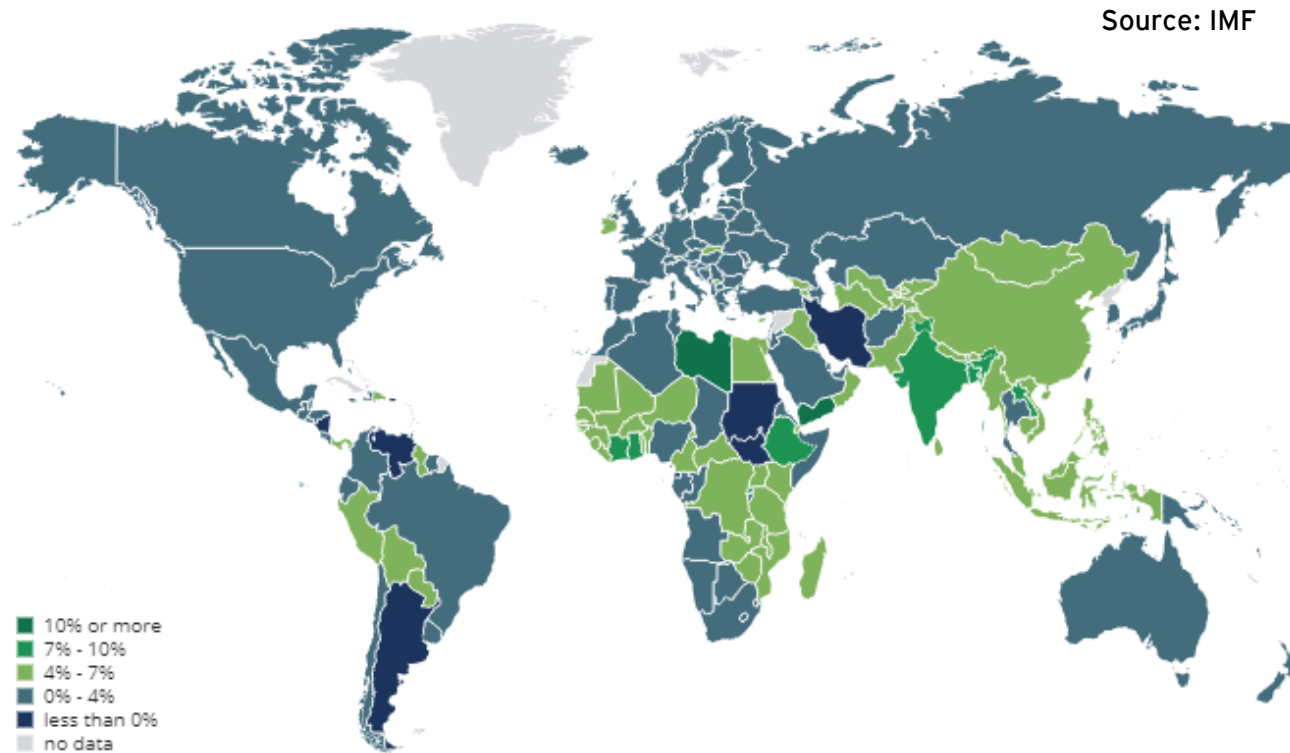 Source: IMF
10% or more
7% - 10%
4% - 7%
0% - 4%
less than 0%
no data